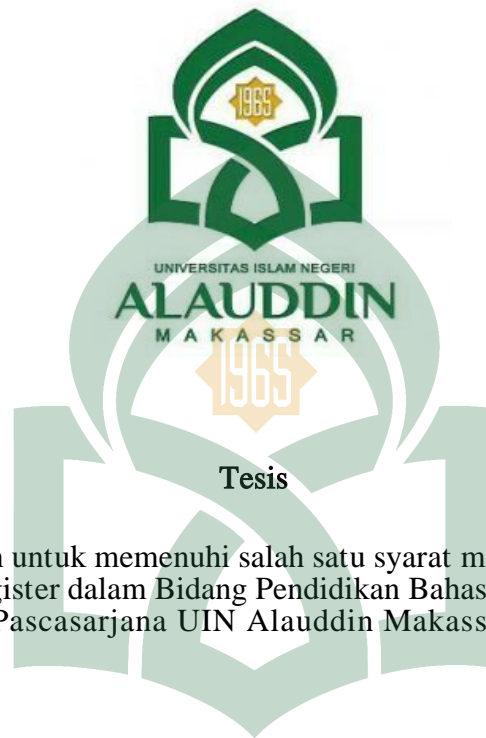 1965
UNIVERSITAS ISLAM NEGERI
ALAUDDIN
MAKASSAR
1965
Tesis
untuk memenuhi salah satu syarat
dalam Bidang Pendidikan
Pascasarjana UIN Alauddin